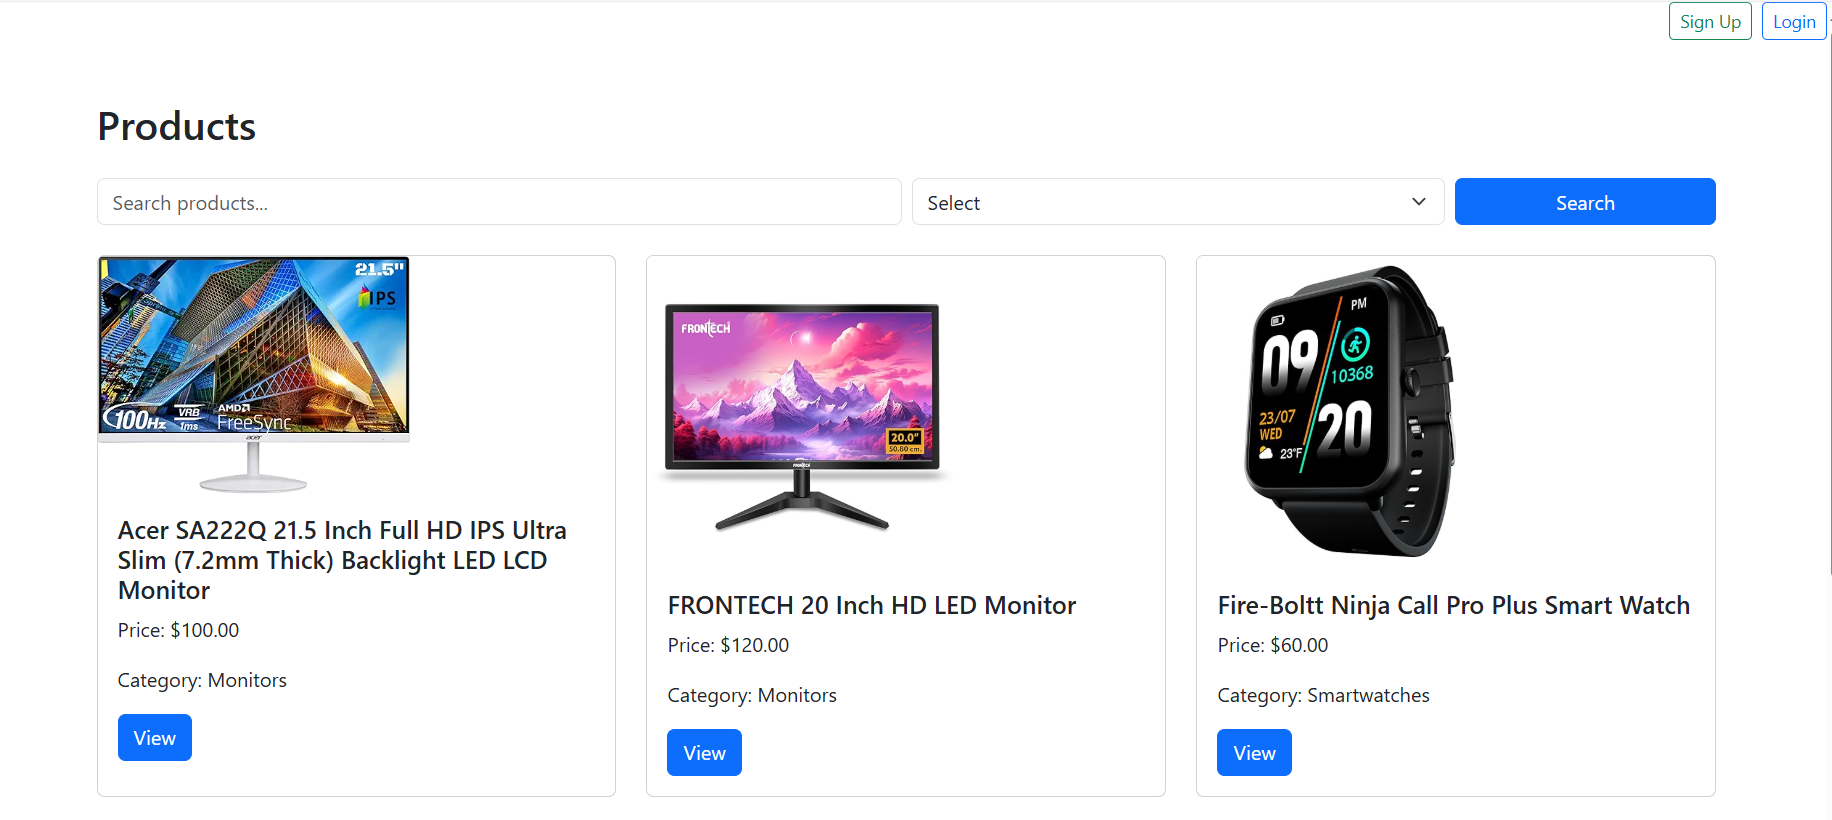 Sign Up
Login
Products
Search products...
Select
Search
21.5"
IPS
100Hz
VRB
1ms
AMD
FreeSync
acer
Acer SA222Q 21.5 Inch Full HD IPS Ultra
Slim (7.2mm Thick) Backlight LED LCD
Monitor
Price: $100.00
Category: Monitors
View
FRONTECH
20.0"
50.80 cm.
FRONTECH
FRONTECH 20 Inch HD LED Monitor
Price: $120.00
Category: Monitors
View
PM
09
10368
23/07
WED
20
23°F
Fire-Boltt Ninja Call Pro Plus Smart Watch
Price: $60.00
Category: Smartwatches
View